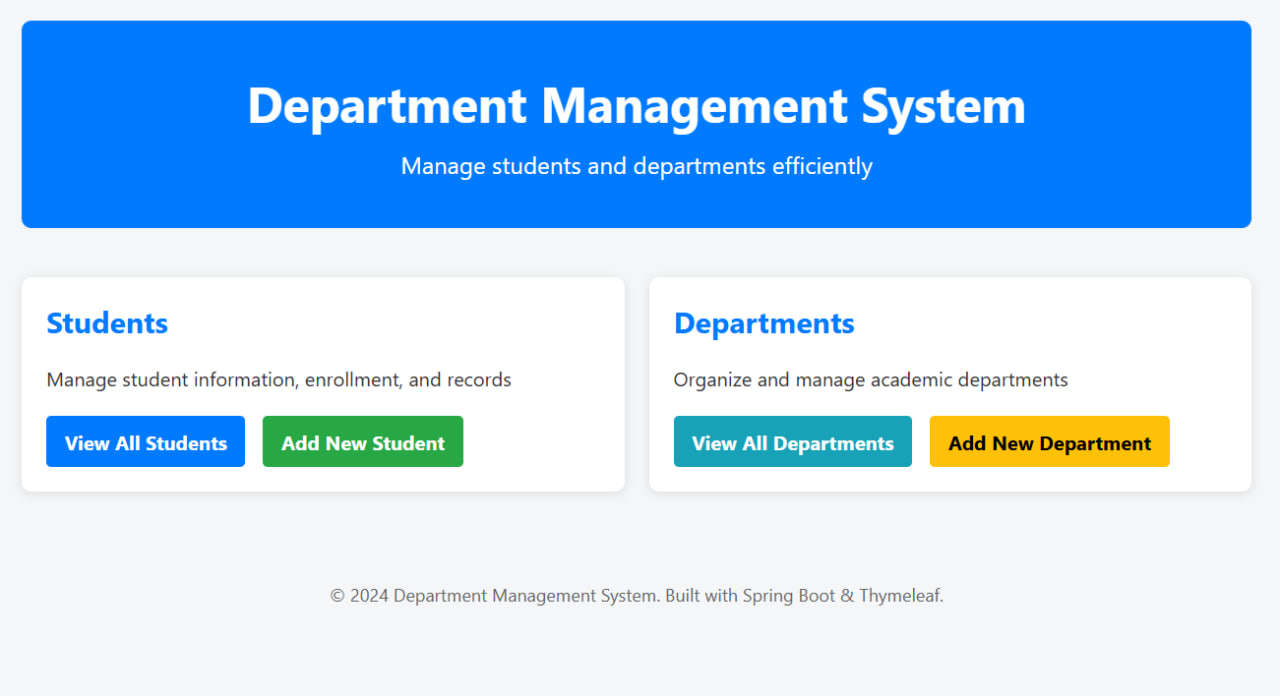 Department Management System
Manage students and departments efficiently
Students
Manage student information, enrollment, and records
View All Students
Add New Student
Departments
Organize and manage academic departments
View All Departments
Add New Department
© 2024 Department Management System. Built with Spring Boot & Thymeleaf.